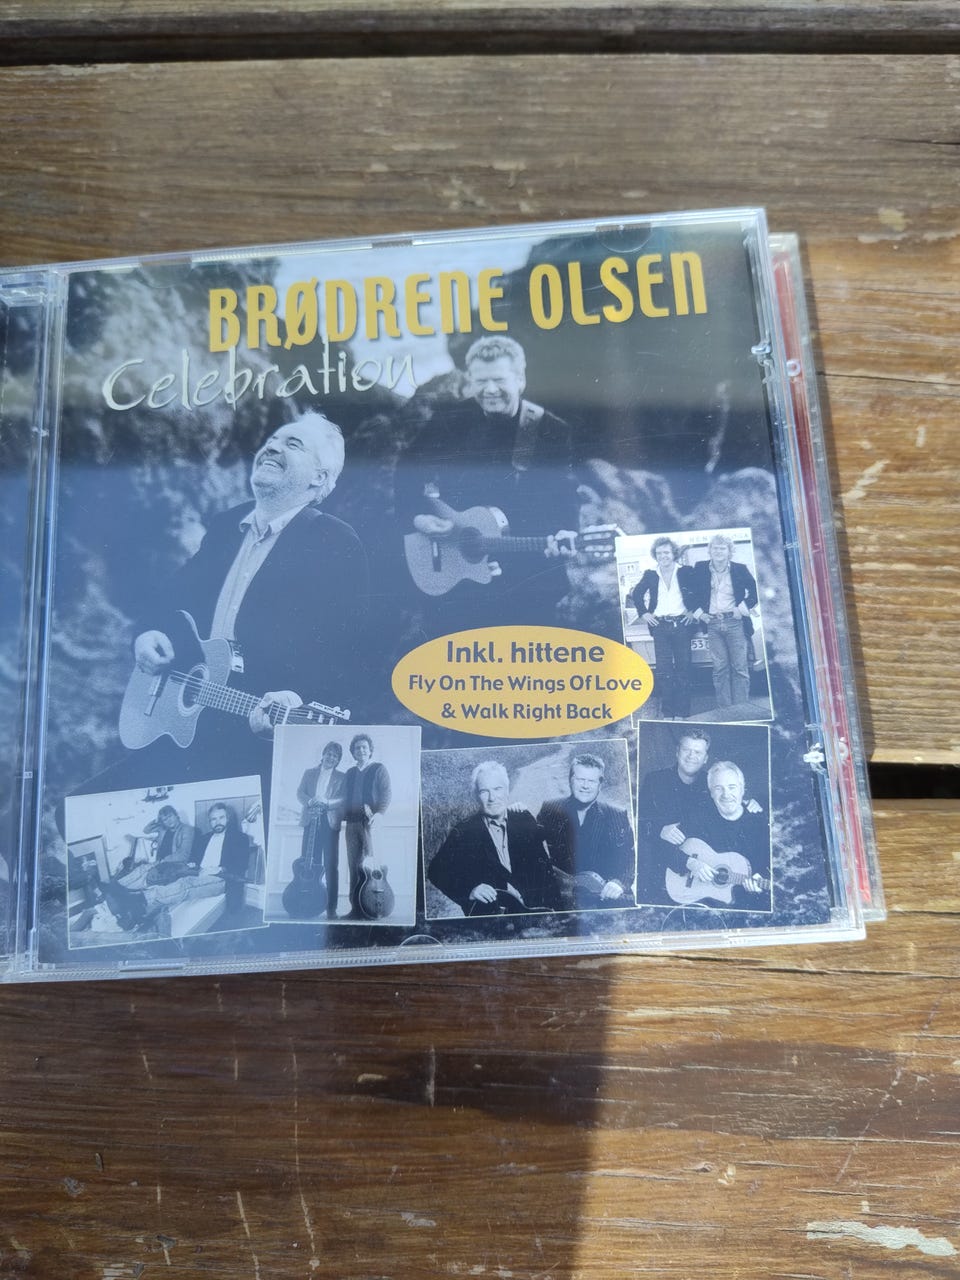 BRØDRENE OLSEN
Celebration
Inkl. hittene
Fly On The Wings Of Love
& Walk Right Back